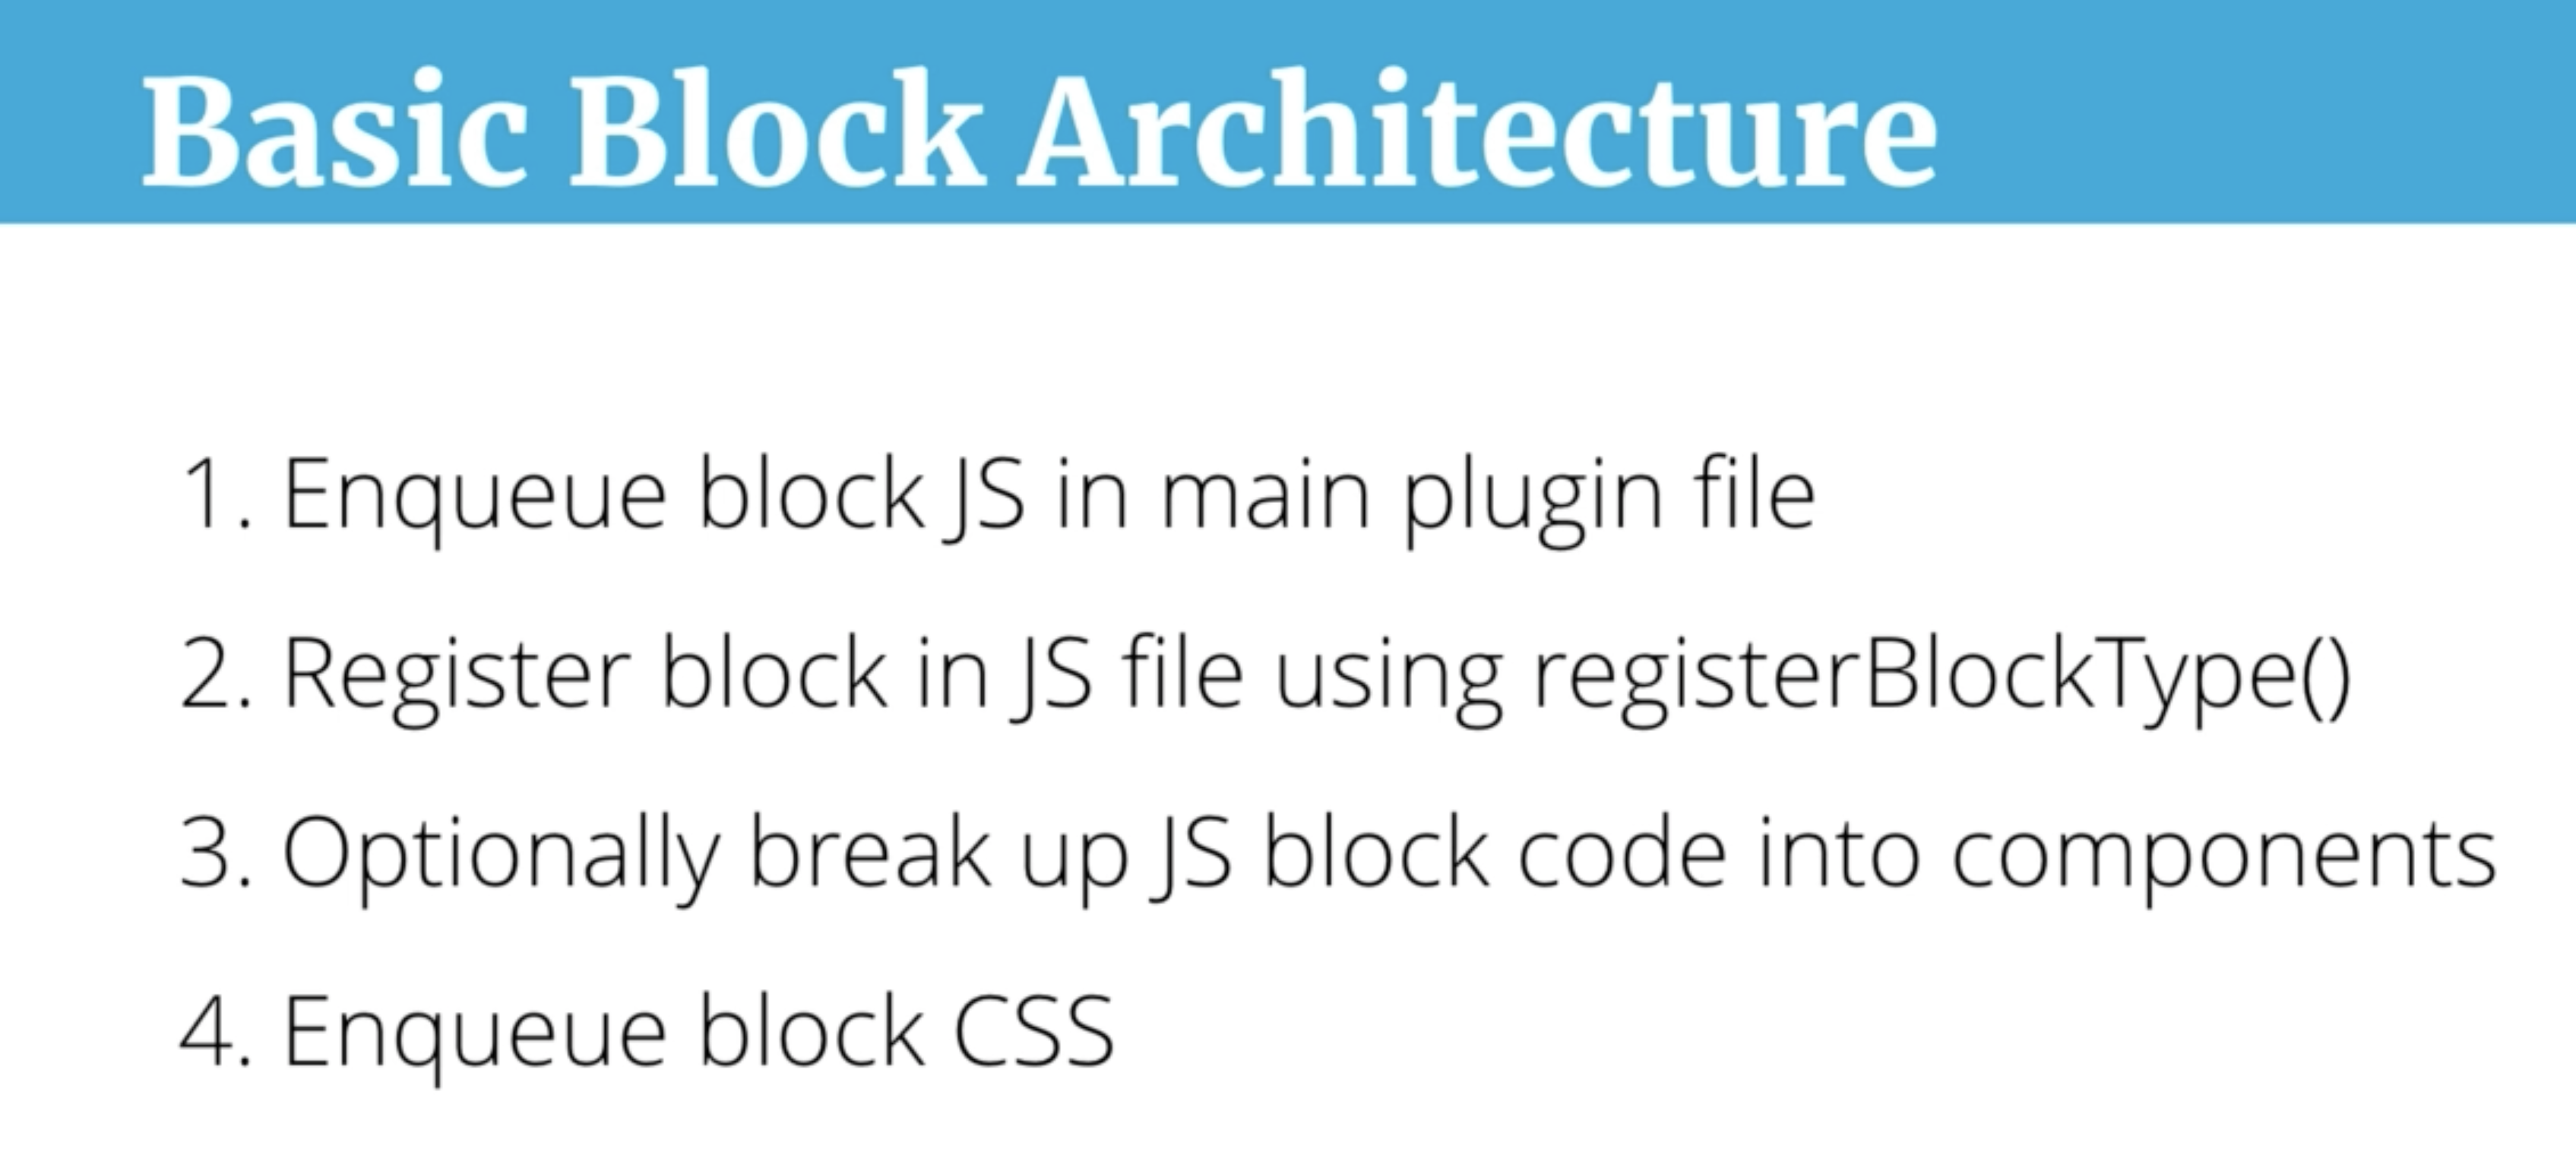 Basic Block Architecture
1. Enqueue block JS in main plugin file
2. Register block in JS file using registerBlockType()
3. Optionally break up JS block code into components
4. Enqueue block CSS